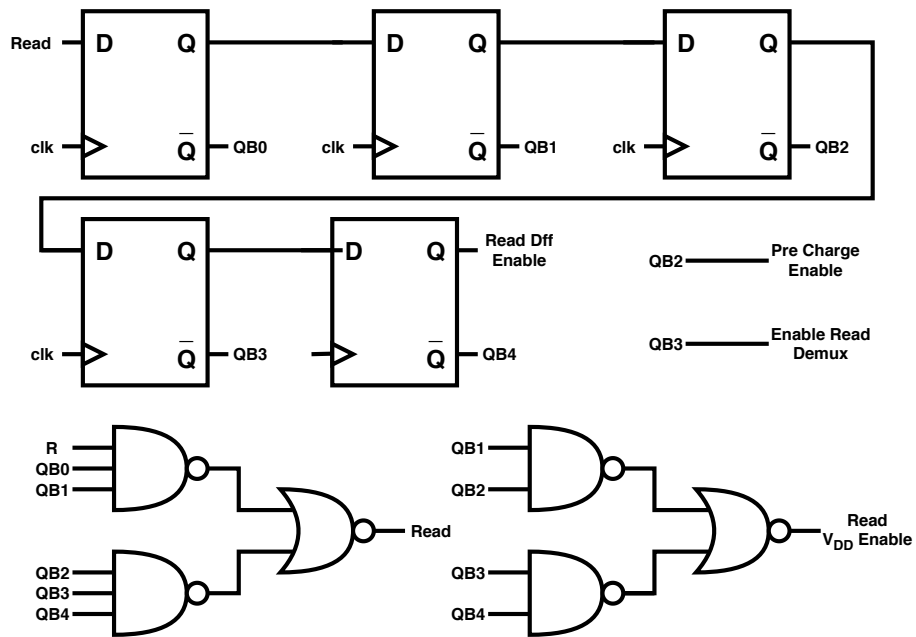 Read
D
Q
D
Q
D
Q
clk
Q
QB0
clk
Q
QB1
clk
Q
QB2
D
Q
D
Q
Read Dff
Enable
QB2
Pre Charge
Enable
clk
Q
QB3
Q
QB4
QB3
Enable Read
Demux
R
QB0
QB1
Read
QB2
QB3
QB4
QB1
QB2
Read
VDD Enable
QB3
QB4